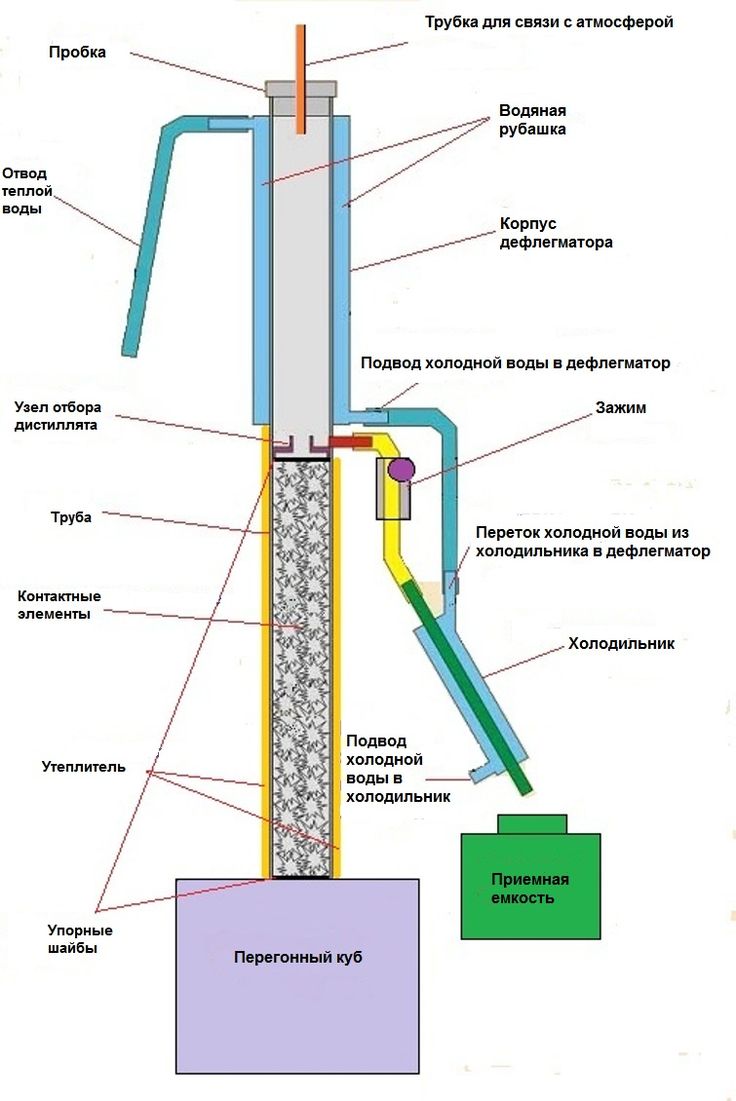 Трубка для связи с атмосферой
Пробка
Водяная
рубашка
Отвод
теплой
воды
Корпус
дефлегматора
Подвод холодной воды в дефлегматор
Узел отбора
дистиллята
Зажим
Труба
Переток холодной воды из
холодильника в дефлегматор
Контактные
элементы
Холодильник
Подвод
холодной
воды в
холодильник
Утеплитель
Приемная
емкость
Упорные
шайбы
Перегонный куб